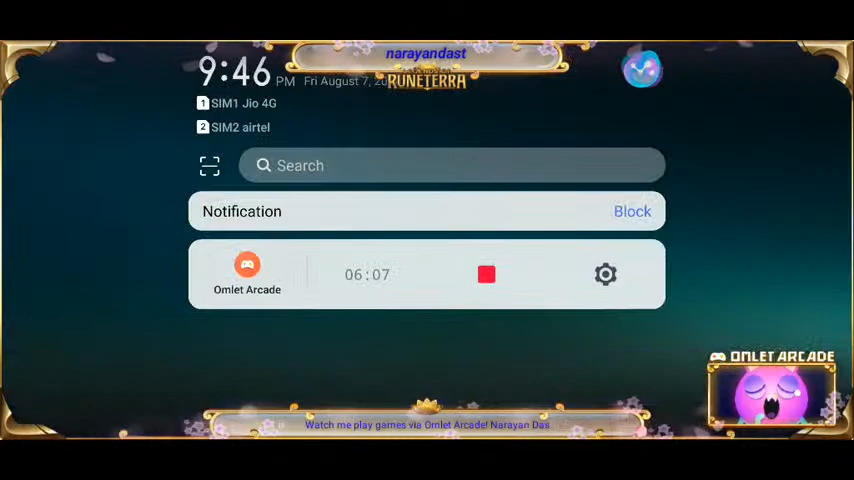 narayandast
9:46 PM Fri August 7, 20
RUNETERRA
1 SIM1 Jio 4G
2 SIM2 airtel
Search
Notification Block
Omlet Arcade 06:07
OMLET ARCADE
Watch me play games via Omlet Arcade! Narayan Das